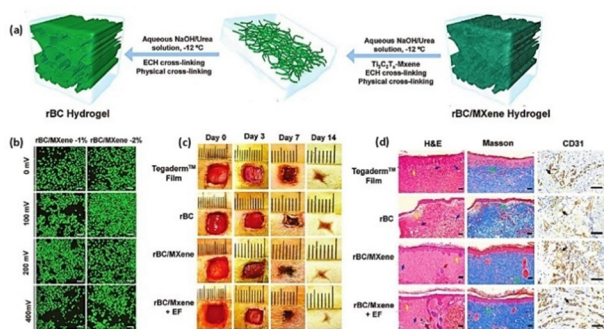 (a)
Aqueous NaOH/Urea
solution, -12 ºC
ECH cross-linking
Physical cross-linking
Aqueous NaOH/Urea
solution, -12 ºC
Ti₃C₂Tₓ-Mxene
ECH cross-linking
Physical cross-linking
rBC Hydrogel
rBC/MXene Hydrogel
(b)
rBC/MXene -1%
rBC/MXene -2%
0 mV
100 mV
200 mV
400mV
(c)
Day 0
Day 3
Day 7
Day 14
Tegaderm™
Film
rBC
rBC/MXene
rBC/Mxene
+ EF
(d)
H&E
Masson
CD31
Tegaderm™
Film
rBC
rBC/MXene
rBC/Mxene
+ EF